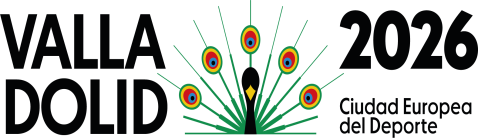 VALLA
DOLID
2026
Ciudad Europea
del Deporte